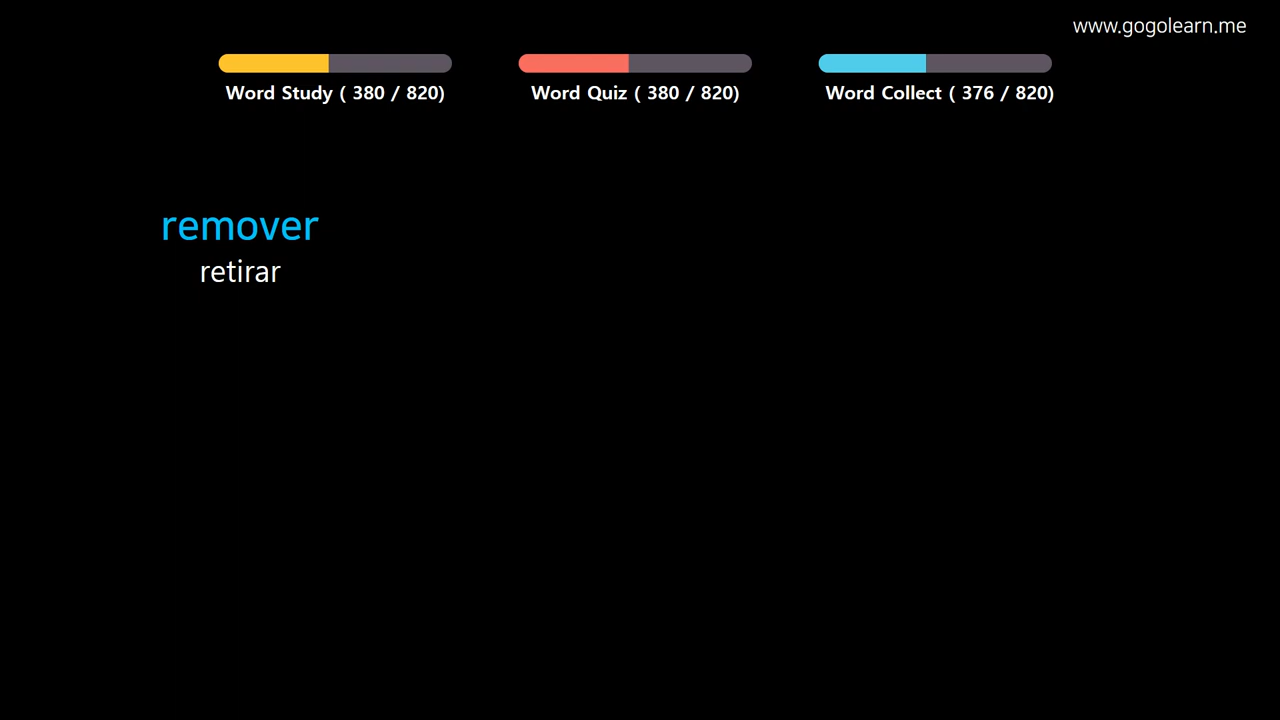 www.gogolearn.me
Word Study ( 380 / 820)
Word Quiz ( 380 / 820)
Word Collect ( 376 / 820)
remover
retirar